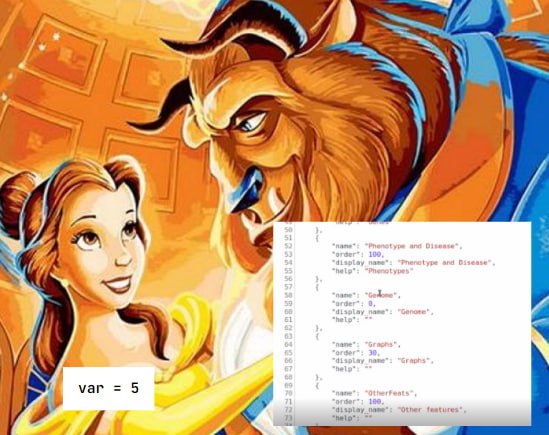 var = 5
help": "Genes"
50 },
51 {
52 "name": "Phenotype and Disease",
53 "order": 100,
54 "display_name": "Phenotype and Disease",
55 "help": "Phenotypes"
56 },
57 {
58 "name": "Genome",
59 "order": 0,
60 "display_name": "Genome",
61 "help": ""
62 },
63 {
64 "name": "Graphs",
65 "order": 30,
66 "display_name": "Graphs",
67 "help": ""
68 },
69 {
70 "name": "OtherFeats",
71 "order": 100,
72 "display_name": "Other features",
73 "help": ""